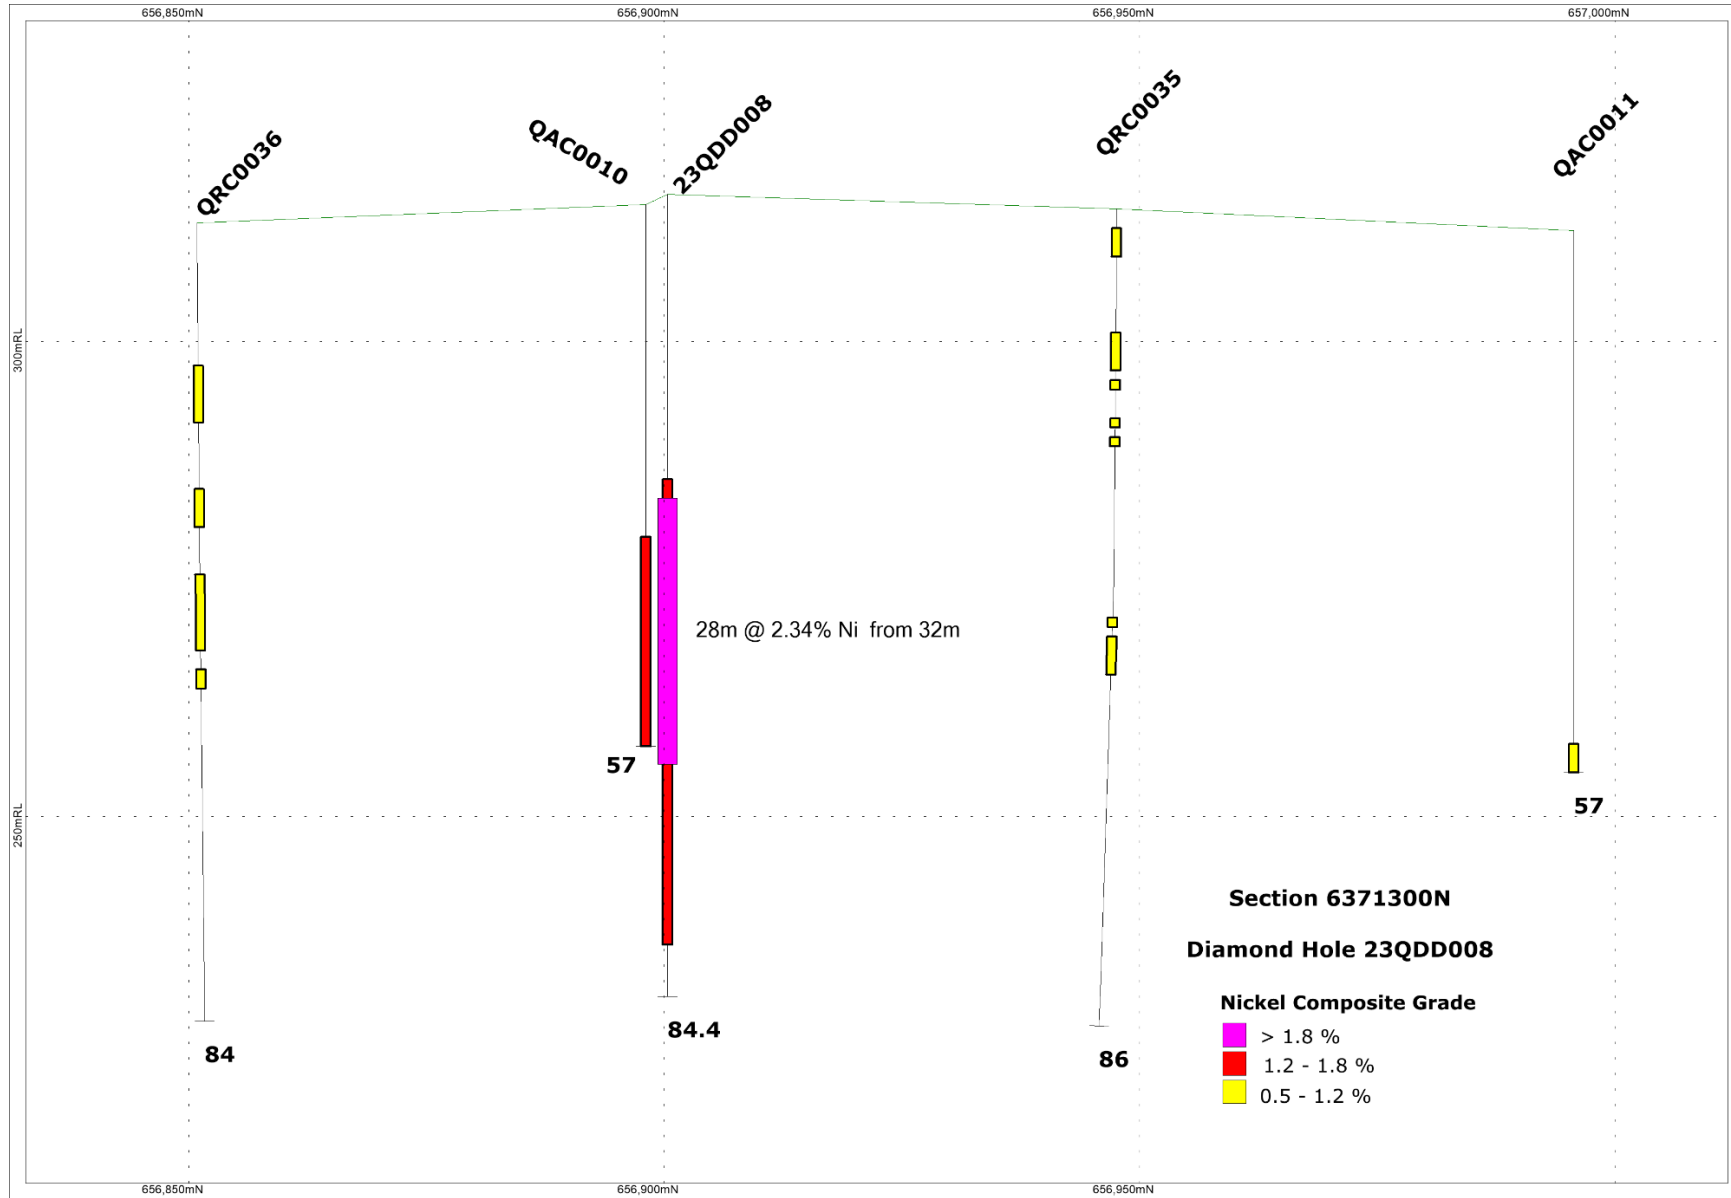 656,850mN
656,900mN
656,950mN
657,000mN
QRC0036
QAC0010
23QDD008
QRC0035
QAC0011
300mRL
28m @ 2.34% Ni from 32m
57
57
250mRL
84
84.4
86
Section 6371300N
Diamond Hole 23QDD008
Nickel Composite Grade
> 1.8 %
1.2 - 1.8 %
0.5 - 1.2 %
656,850mN
656,900mN
656,950mN